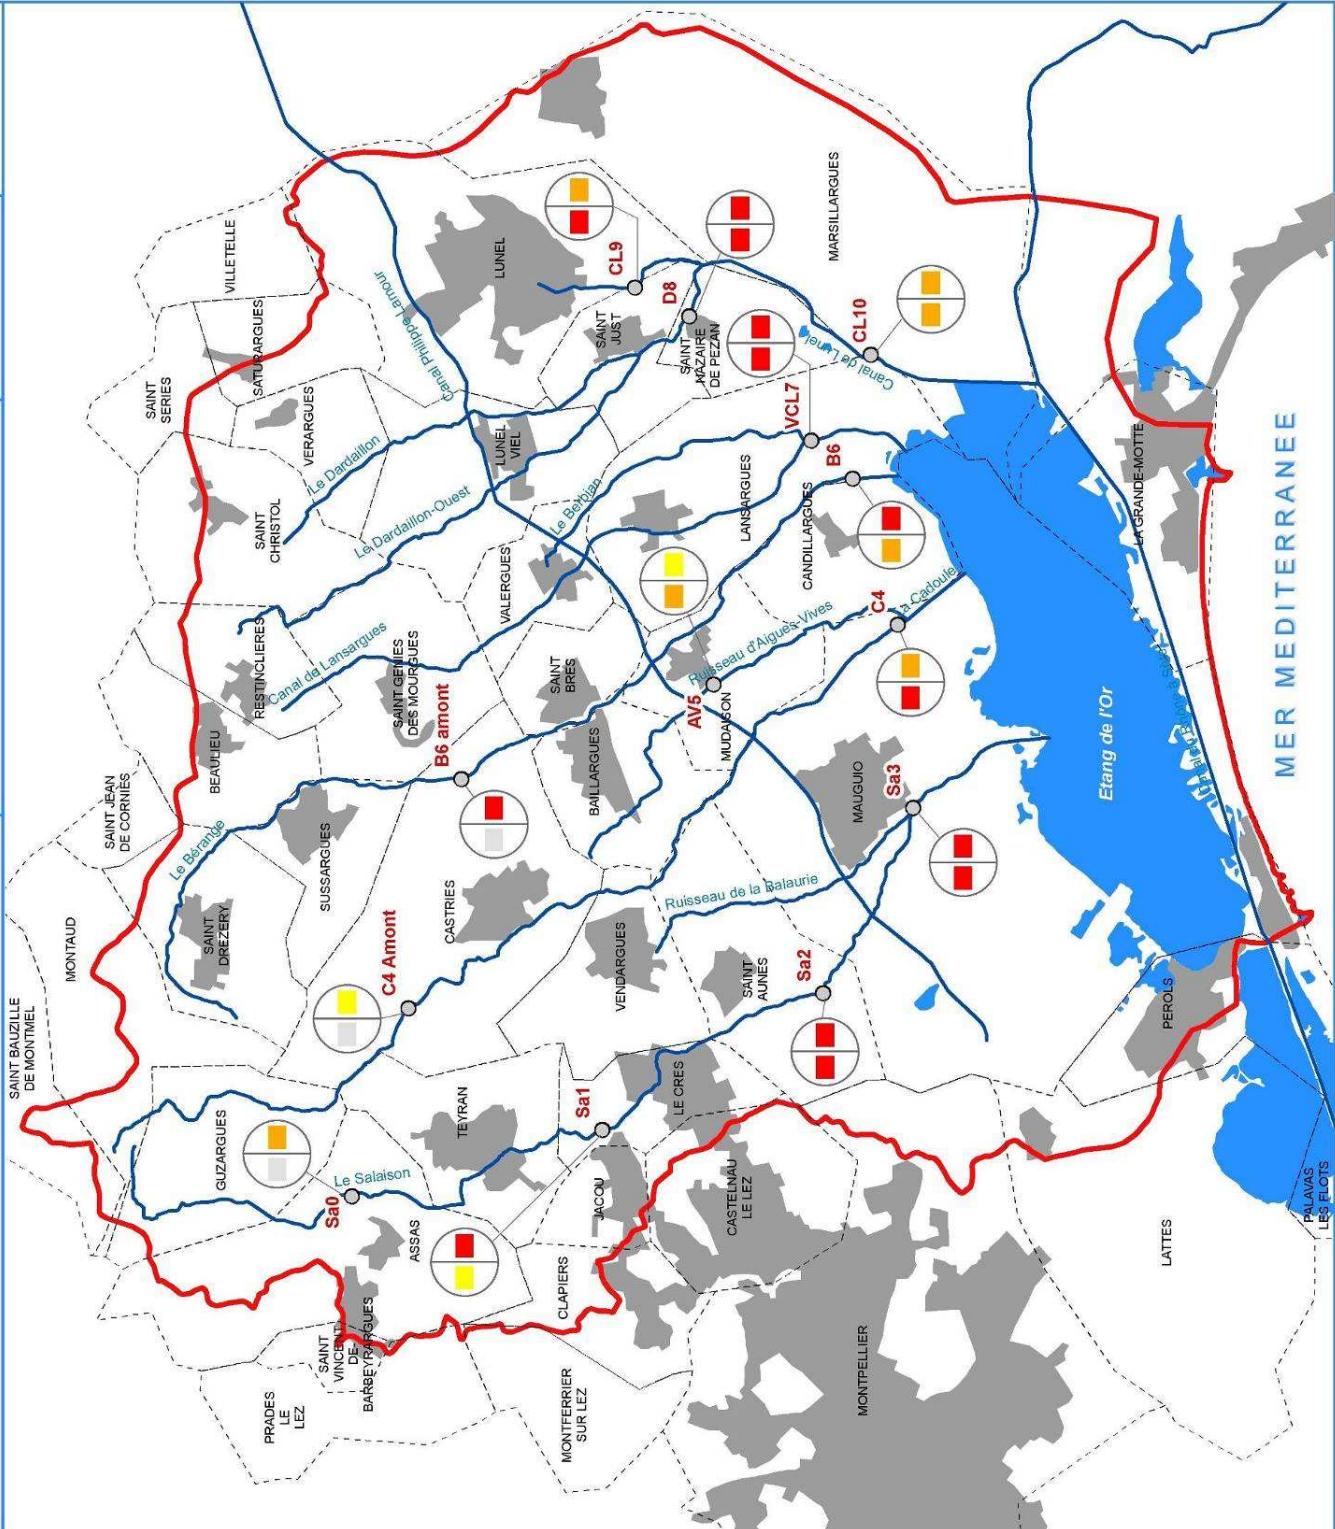 SAINT BAUZILLE
DE MONTMEL
MONTAUD
SAINT JEAN
DE CORNIES
SAINT
SERIES
VILLETELLE
SATURARGUES
VERARGUES
SAINT
CHRISTOL
Le Dardaillon
Le Dardaillon-Ouest
Canal Philippe Lamour
LUNEL
CL9
SAINT
JUST
D8
SAINT
NAZAIRE
DE PEZAN
MARSILLARGUES
CL10
Canal de Lunel
VCL7
B6
LUNEL
VIEL
Le Berbian
VALERGUES
LANSARGUES
CANDILLARGUES
RESTINCLIERES
Canal de Lansargues
BEAULIEU
SAINT GENIES
DES MOURGUES
B6 amont
SAINT
BRES
BAILLARGUES
Le Bérange
SUSSARGUES
SAINT
DREZERY
CASTRIES
C4 Amont
AV5
MUDAISON
Ruisseau d'Aigues-Vives
C4
La Cadoule
MAUGUIO
Sa3
Ruisseau de la Balaurie
VENDARGUES
SAINT
AUNES
Sa2
GUZARGUES
Le Salaison
Sa0
ASSAS
TEYRAN
Sa1
JACOU
LE CRES
CASTELNAU
LE LEZ
CLAPIERS
SAINT
VINCENT
DE
BARBEYRARGUES
PRADES
LE
LEZ
MONTFERRIER
SUR LEZ
MONTPELLIER
LATTES
PEROLS
PALAVAS
LES FLOTS
Etang de l'Or
LA GRANDE-MOTTE
MER MEDITERRANEE